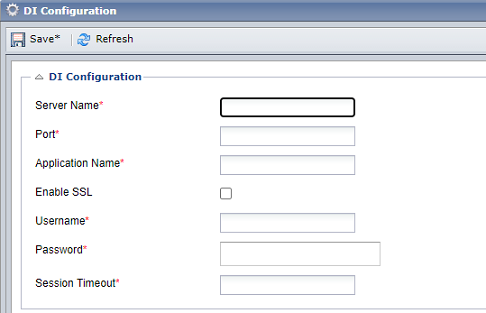 DI Configuration
Save* Refresh
DI Configuration
Server Name*
Port*
Application Name*
Enable SSL
Username*
Password*
Session Timeout*